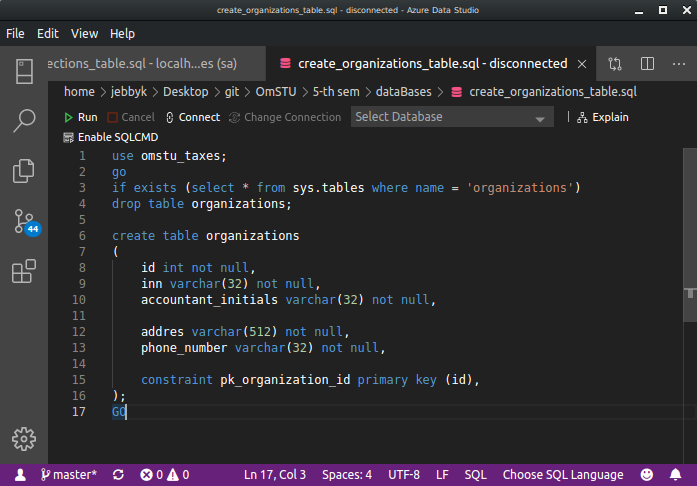 create_organizations_table.sql - disconnected - Azure Data Studio
File Edit View Help
ections_table.sql - localh...es (sa) create_organizations_table.sql - disconnected
home > jebbyk > Desktop > git > OmSTU > 5-th sem > dataBases > create_organizations_table.sql
Run Cancel Connect Change Connection Select Database Explain
Enable SQLCMD
1 use omstu_taxes;
2 go
3 if exists (select * from sys.tables where name = 'organizations')
4 drop table organizations;
5
6 create table organizations
7 (
8 id int not null,
9 inn varchar(32) not null,
10 accountant_initials varchar(32) not null,
11
12 addres varchar(512) not null,
13 phone_number varchar(32) not null,
14
15 constraint pk_organization_id primary key (id),
16 );
17 GO
44
master* 0 0 Ln 17, Col 3 Spaces: 4 UTF-8 LF SQL Choose SQL Language